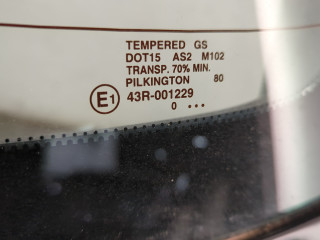 TEMPERED GS
DOT15 AS2 M102
TRANSP. 70% MIN.
PILKINGTON 80
E1 43R-001229
0 ...